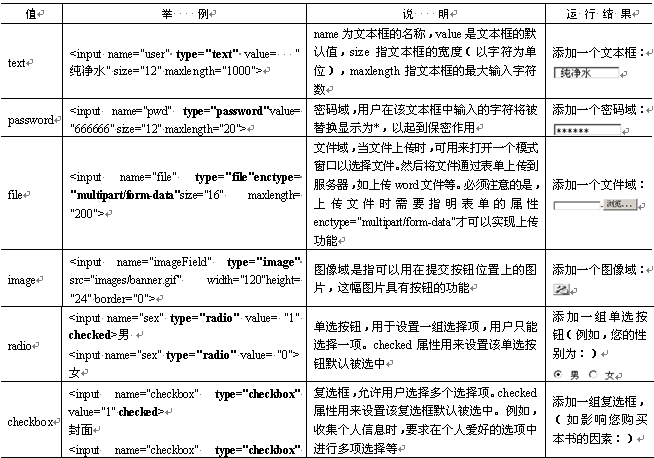 值
举 例
说 明
运 行 结 果
text
<input name="user" type="text" value= "
纯净水" size="12" maxlength="1000">
name 为文本框的名称,value 是文本框的默
认值,size 指文本框的宽度(以字符为单
位),maxlength 指文本框的最大输入字符
数
添加一个文本框:
纯净水
password
<input name="pwd" type="password"value=
"666666" size="12" maxlength="20">
密码域,用户在该文本框中输入的字符将被
替换显示为*,以起到保密作用
添加一个密码域:
******
file
<input name="file" type="file"enctype=
"multipart/form-data"size="16" maxlength=
"200">
文件域,当文件上传时,可用来打开一个模式
窗口以选择文件。然后将文件通过表单上传到
服务器,如上传 word 文件等。必须注意的是,
上传文件时需要指明表单的属性
enctype="multipart/form-data"才可以实现上传
功能
添加一个文件域:
浏览...
image
<input name="imageField" type="image"
src="images/banner.gif" width="120"height=
"24" border="0">
图像域是指可以用在提交按钮位置上的图
片,这幅图片具有按钮的功能
添加一个图像域:
radio
<input name="sex" type="radio" value= "1"
checked>男
<input name="sex" type="radio" value= "0">
女
单选按钮,用于设置一组选择项,用户只能
选择一项。checked 属性用来设置该单选按
钮默认被选中
添加一组单选按
钮(例如,您的性
别为:)
男 女
checkbox
<input name="checkbox" type="checkbox"
value="1" checked>
封面
<input name="checkbox" type="checkbox"
复选框,允许用户选择多个选择项。checked
属性用来设置该复选框默认被选中。例如,
收集个人信息时,要求在个人爱好的选项中
进行多项选择等
添加一组复选框,
(如影响您购买
本书的因素:)